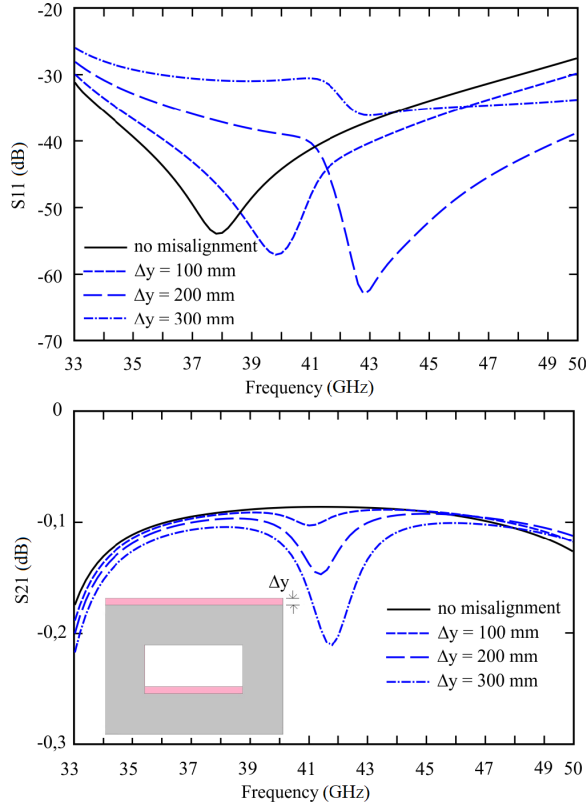 -20
-30
-40
-50
-60
-70
S11 (dB)
no misalignment
Δy = 100 mm
Δy = 200 mm
Δy = 300 mm
33 35 37 39 41 43 45 47 49 50
Frequency (GHz)
0
-0,1
-0,2
-0,3
S21 (dB)
Δy
no misalignment
Δy = 100 mm
Δy = 200 mm
Δy = 300 mm
33 35 37 39 41 43 45 47 49 50
Frequency (GHz)